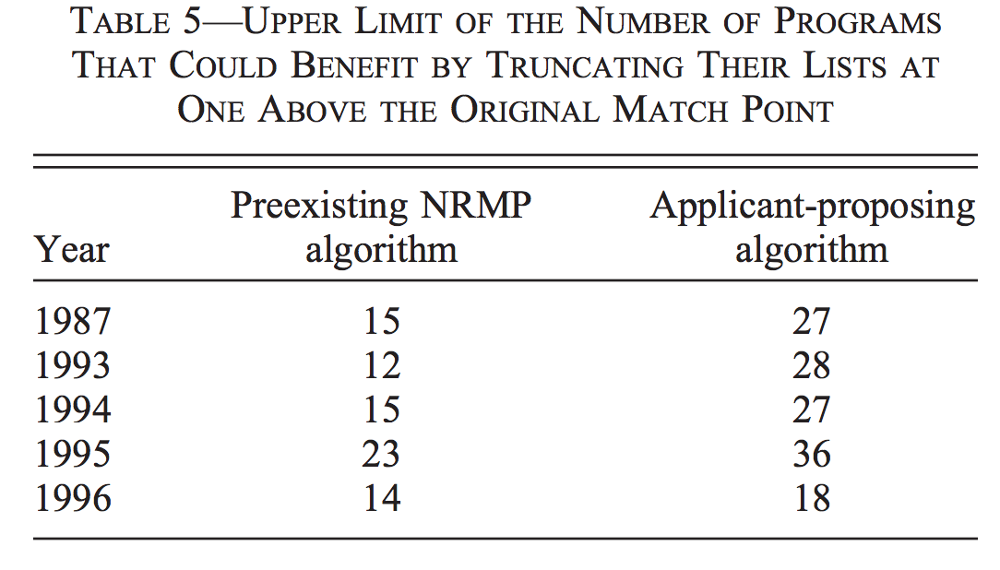 TABLE 5—UPPER LIMIT OF THE NUMBER OF PROGRAMS
THAT COULD BENEFIT BY TRUNCATING THEIR LISTS AT
ONE ABOVE THE ORIGINAL MATCH POINT
Preexisting NRMP Applicant-proposing
Year algorithm algorithm
1987 15 27
1993 12 28
1994 15 27
1995 23 36
1996 14 18